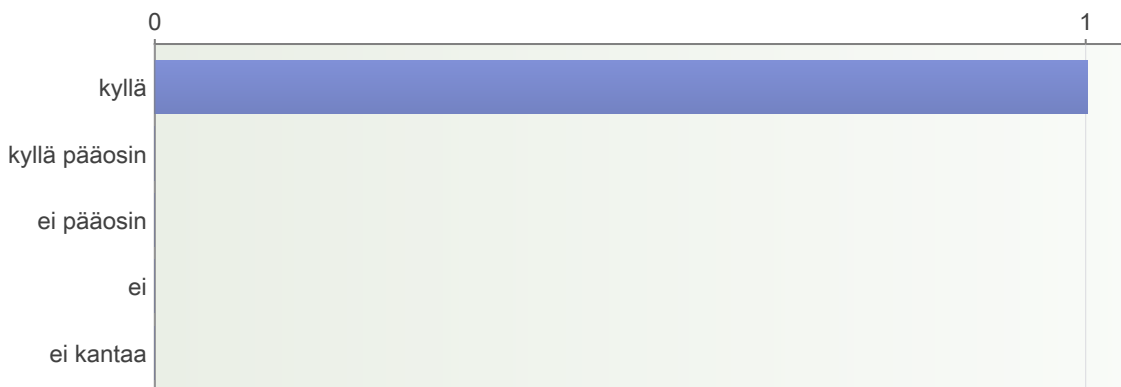 0 1
kyllä
kyllä pääosin
ei pääosin
ei
ei kantaa